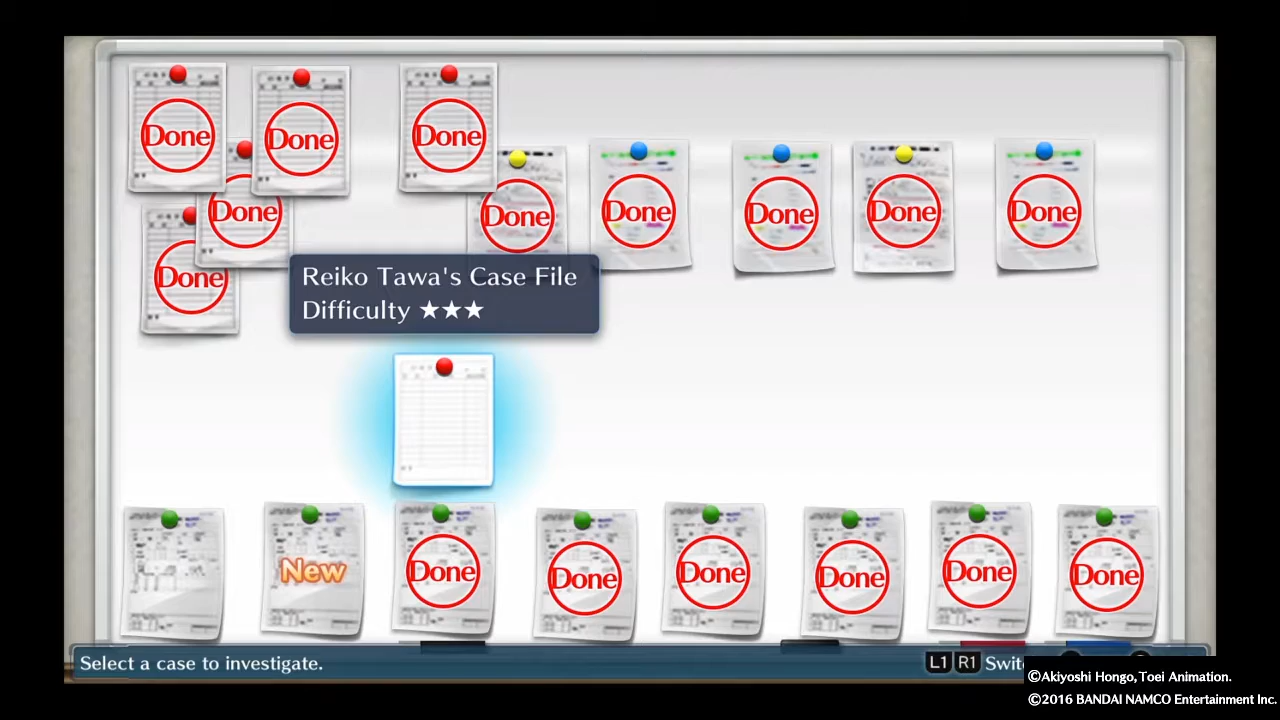 Done
Done
Done
Done
Done
Done
Done
Done
Done
Done
Reiko Tawa's Case File
Difficulty ★★★
New
Done
Done
Done
Done
Done
Done
Select a case to investigate.
L1 R1 Swit
©Akiyoshi Hongo, Toei Animation.
©2016 BANDAI NAMCO Entertainment Inc.